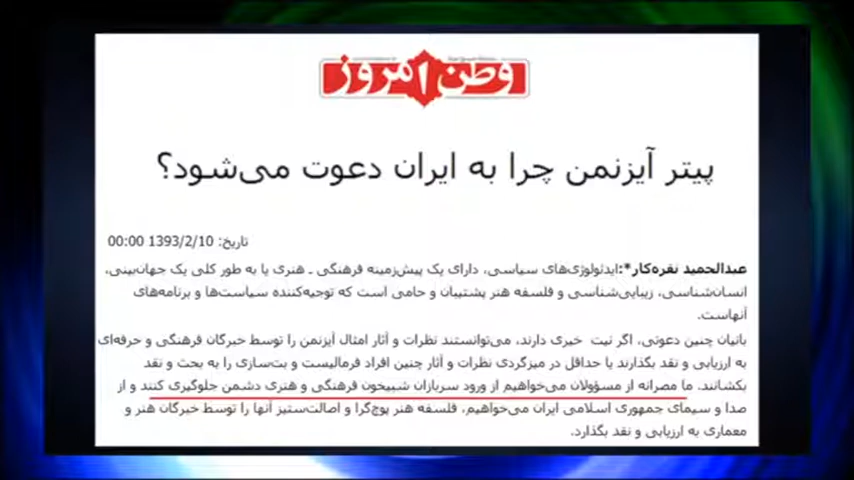 وطن امروز
پیتر آیزنمن چرا به ایران دعوت می‌شود؟
تاریخ: 1393/2/10 00:00
عبدالحمید نقره‌کار*:ایدئولوژی‌های سیاسی، دارای یک پیش‌زمینه فرهنگی ـ هنری یا به طور کلی یک جهان‌بینی،
انسان‌شناسی، زیبایی‌شناسی و فلسفه هنر پشتیبان و حامی است که توجیه‌کننده سیاست‌ها و برنامه‌های
آنهاست.
بانیان چنین دعوتی، اگر نیت خیری دارند، می‌توانستند نظرات و آثار امثال آیزنمن را توسط خبرگان فرهنگی و حرفه‌ای
به ارزیابی و نقد بگذارند یا حداقل در میزگردی نظرات و آثار چنین افراد فرمالیست و بت‌سازی را به بحث و نقد
بکشانند. ما مصرانه از مسؤولان می‌خواهیم از ورود سربازان شبیخون فرهنگی و هنری دشمن جلوگیری کنند و از
صدا و سیمای جمهوری اسلامی ایران می‌خواهیم، فلسفه هنر پوچ‌گرا و اصالت‌ستیز آنها را توسط خبرگان هنر و
معماری به ارزیابی و نقد بگذارد.